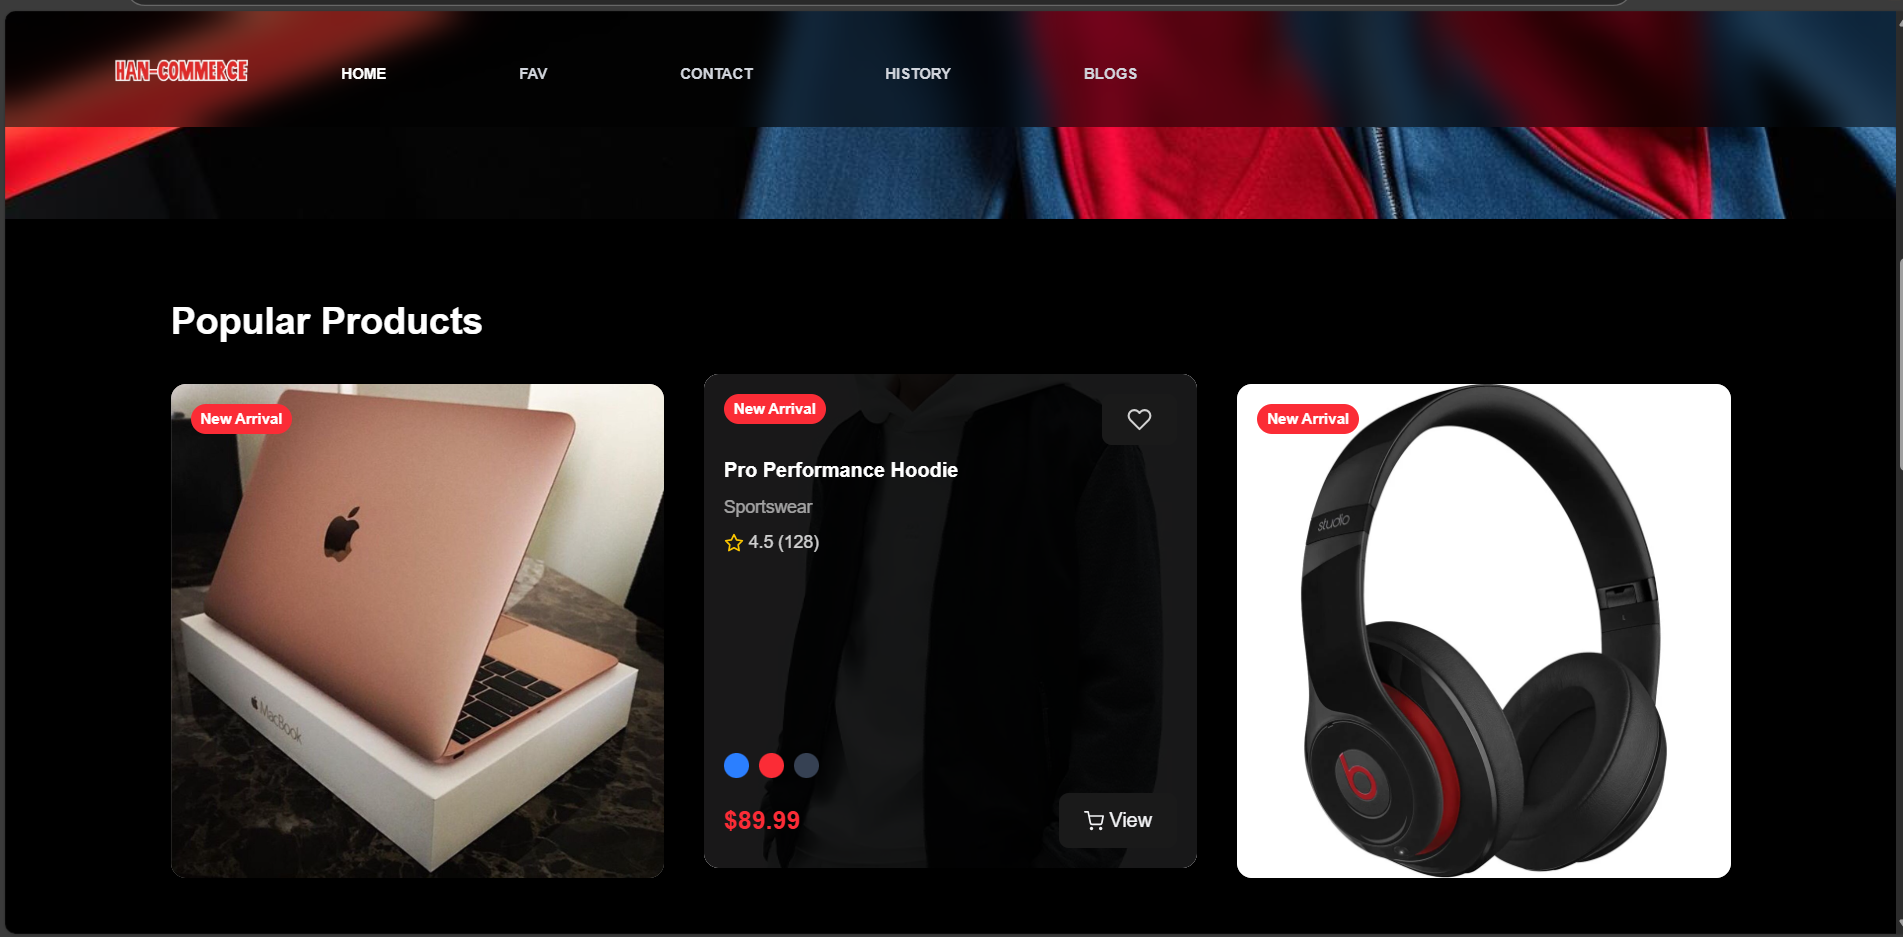 HAN-COMMERCE HOME FAV CONTACT HISTORY BLOGS
Popular Products
New Arrival
MacBook
New Arrival
Pro Performance Hoodie
Sportswear
4.5 (128)
$89.99
View
New Arrival
studio
b